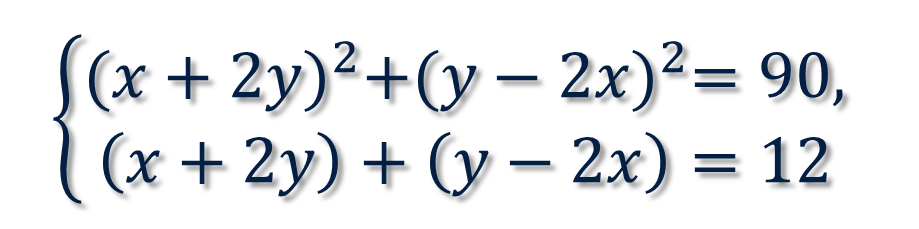 (x + 2y)²+(y − 2x)²= 90,
(x + 2y) + (y − 2x) = 12